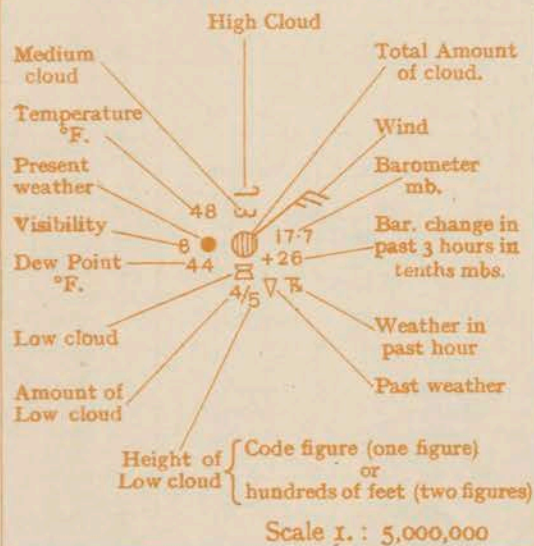 High Cloud
Medium
cloud
Total Amount
of cloud.
Temperature
°F.
Wind
Present
weather
Barometer
mb.
48
Visibility
6
17·7
Bar. change in
past 3 hours in
tenths mbs.
+26
Dew Point
°F.
44
4/5
Low cloud
Weather in
past hour
Amount of
Low cloud
Past weather
Height of
Low cloud
Code figure (one figure)
or
hundreds of feet (two figures)
Scale 1. : 5,000,000